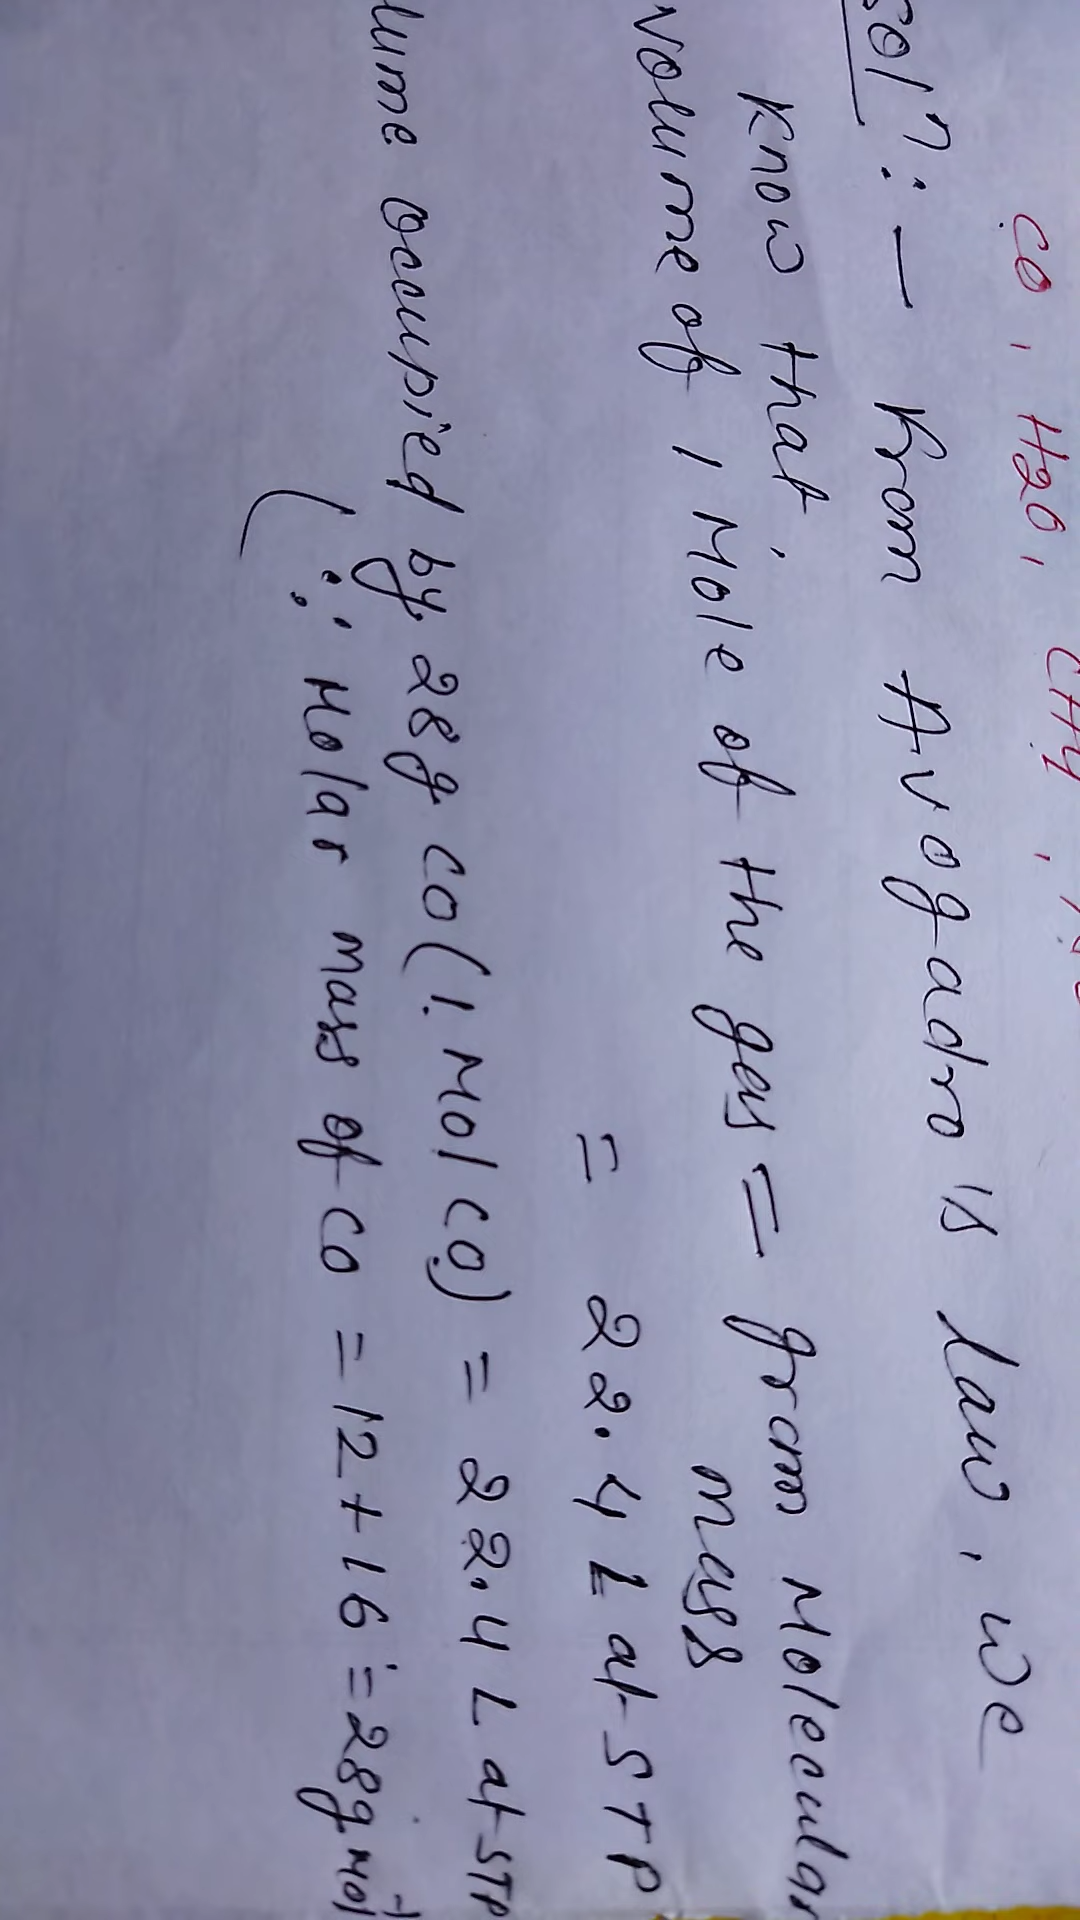 CO, H2O, CH4,
Sol?: - From Avogadro is law, we
know that
Volume of 1 Mole of the gas = gram Molecular
mass
= 22.4 L at STP
lume occupied by 28g CO (1 Mol CO) = 22.4 L at STP
(∵ Molar mass of CO = 12 + 16 = 28g Mol⁻¹